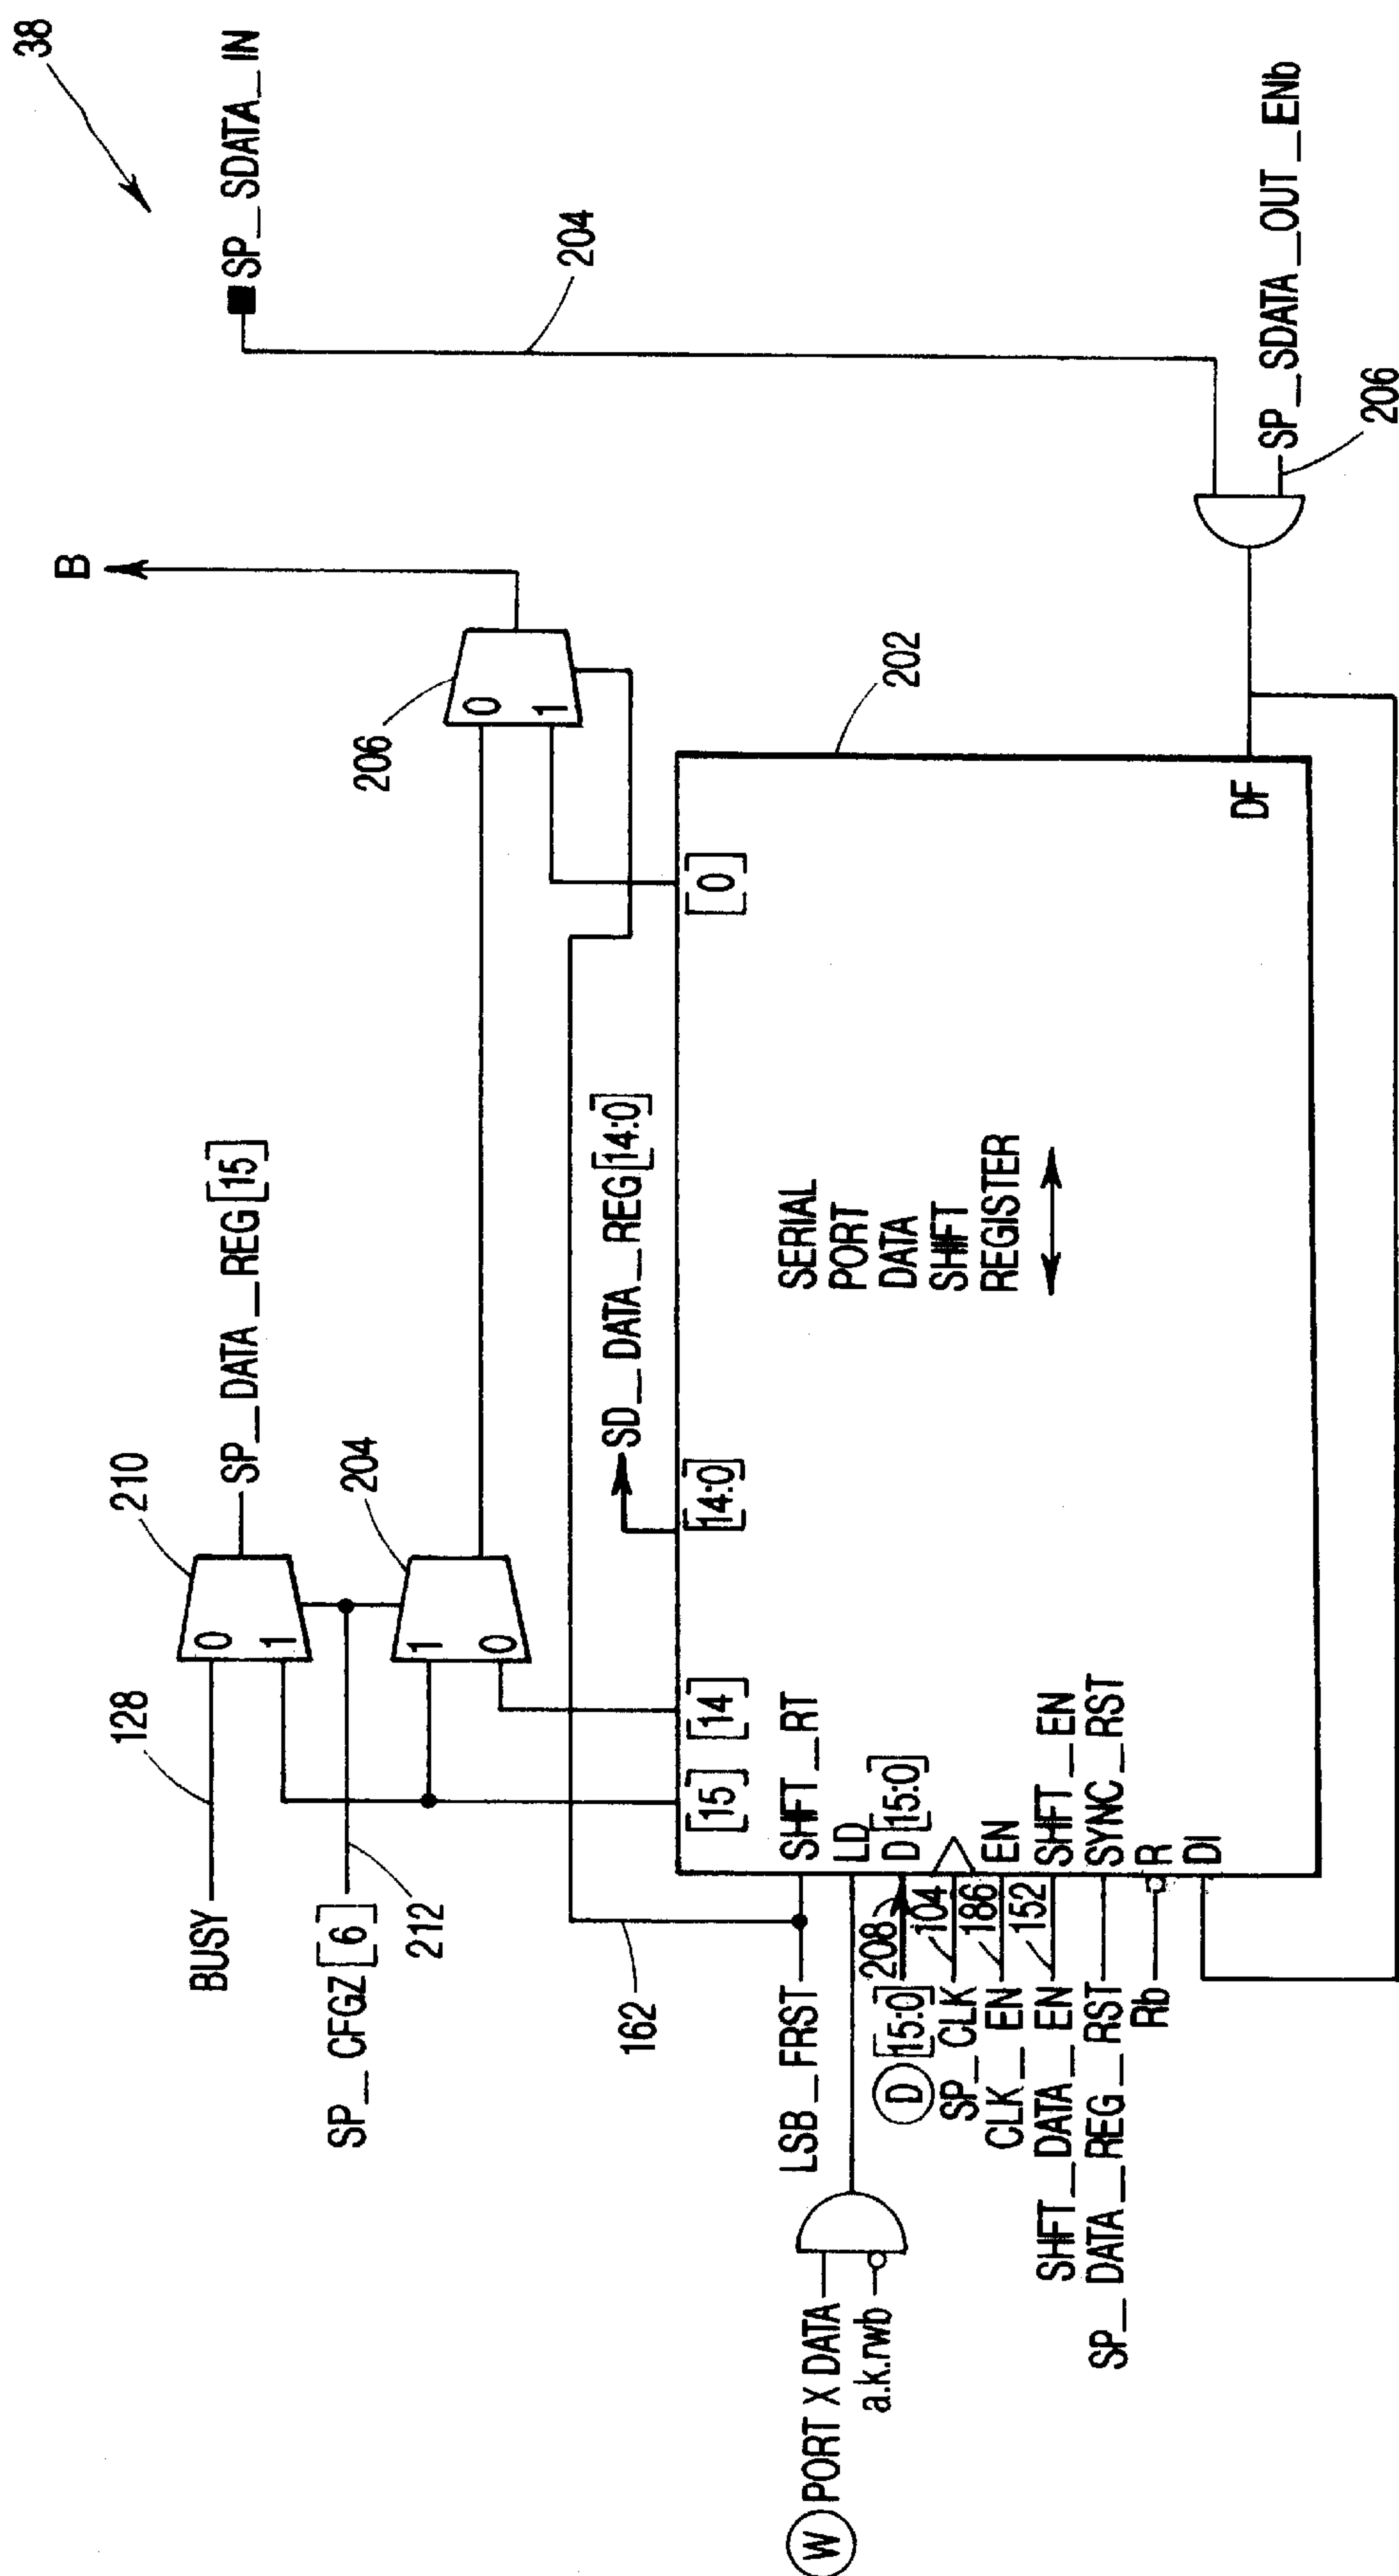 38
SP_SDATA_IN
204
B
206
0
1
SP_DATA_REG[15]
210
0
1
204
1
0
128
BUSY
SP_CFGZ[6]
212
162
SD_DATA_REG[14:0]
[15]
[14]
[14:0]
[0]
202
SERIAL
PORT
DATA
SHIFT
REGISTER
LSB_FRST
SHFT_RT
W PORT X DATA
a.k.rwb
LD
D [15:0]
208
D[15:0]
SP_CLK
104
CLK_EN
186
EN
SHFT_DATA_EN
152
SHIFT_EN
SP_DATA_REG_RST
SYNC_RST
Rb
R
DI
DF
SP_SDATA_OUT_ENb
206